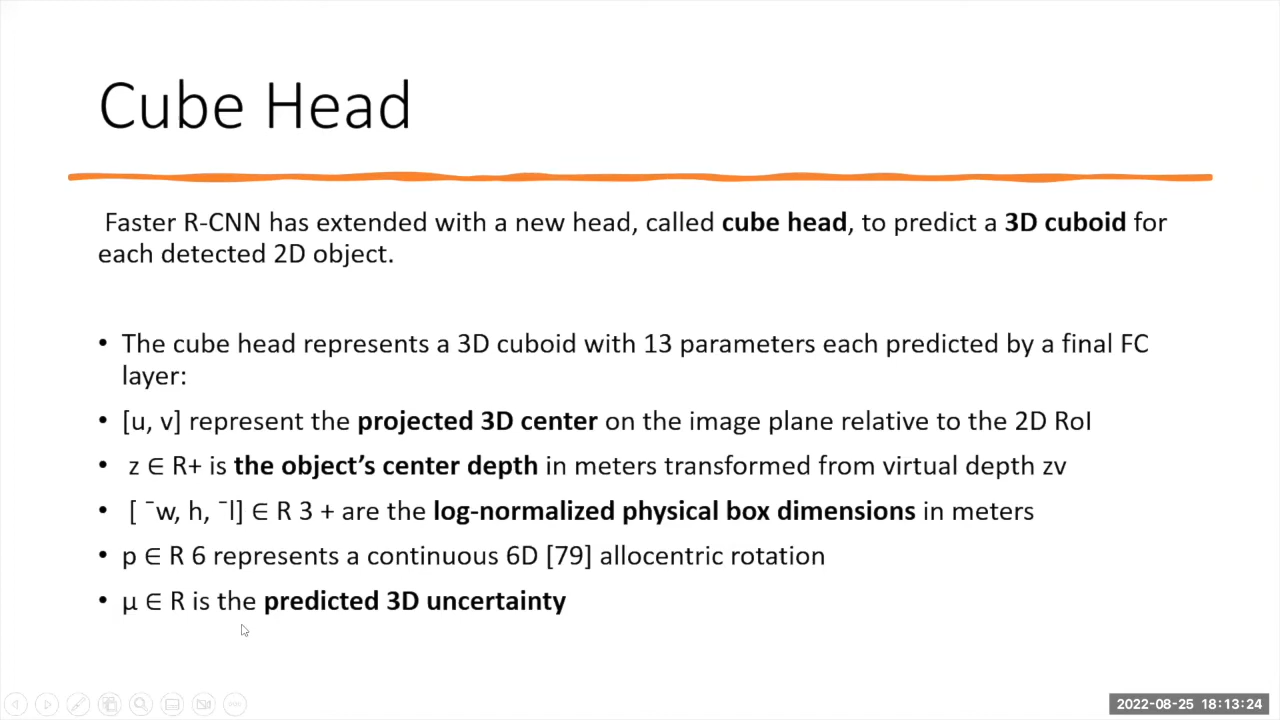 Cube Head
Faster R-CNN has extended with a new head, called cube head, to predict a 3D cuboid for
each detected 2D object.
• The cube head represents a 3D cuboid with 13 parameters each predicted by a final FC
layer:
• [u, v] represent the projected 3D center on the image plane relative to the 2D RoI
• z ∈ R+ is the object’s center depth in meters transformed from virtual depth zv
• [ ¯w, h, ¯l] ∈ R 3 + are the log-normalized physical box dimensions in meters
• p ∈ R 6 represents a continuous 6D [79] allocentric rotation
• μ ∈ R is the predicted 3D uncertainty
2022-08-25 18:13:24